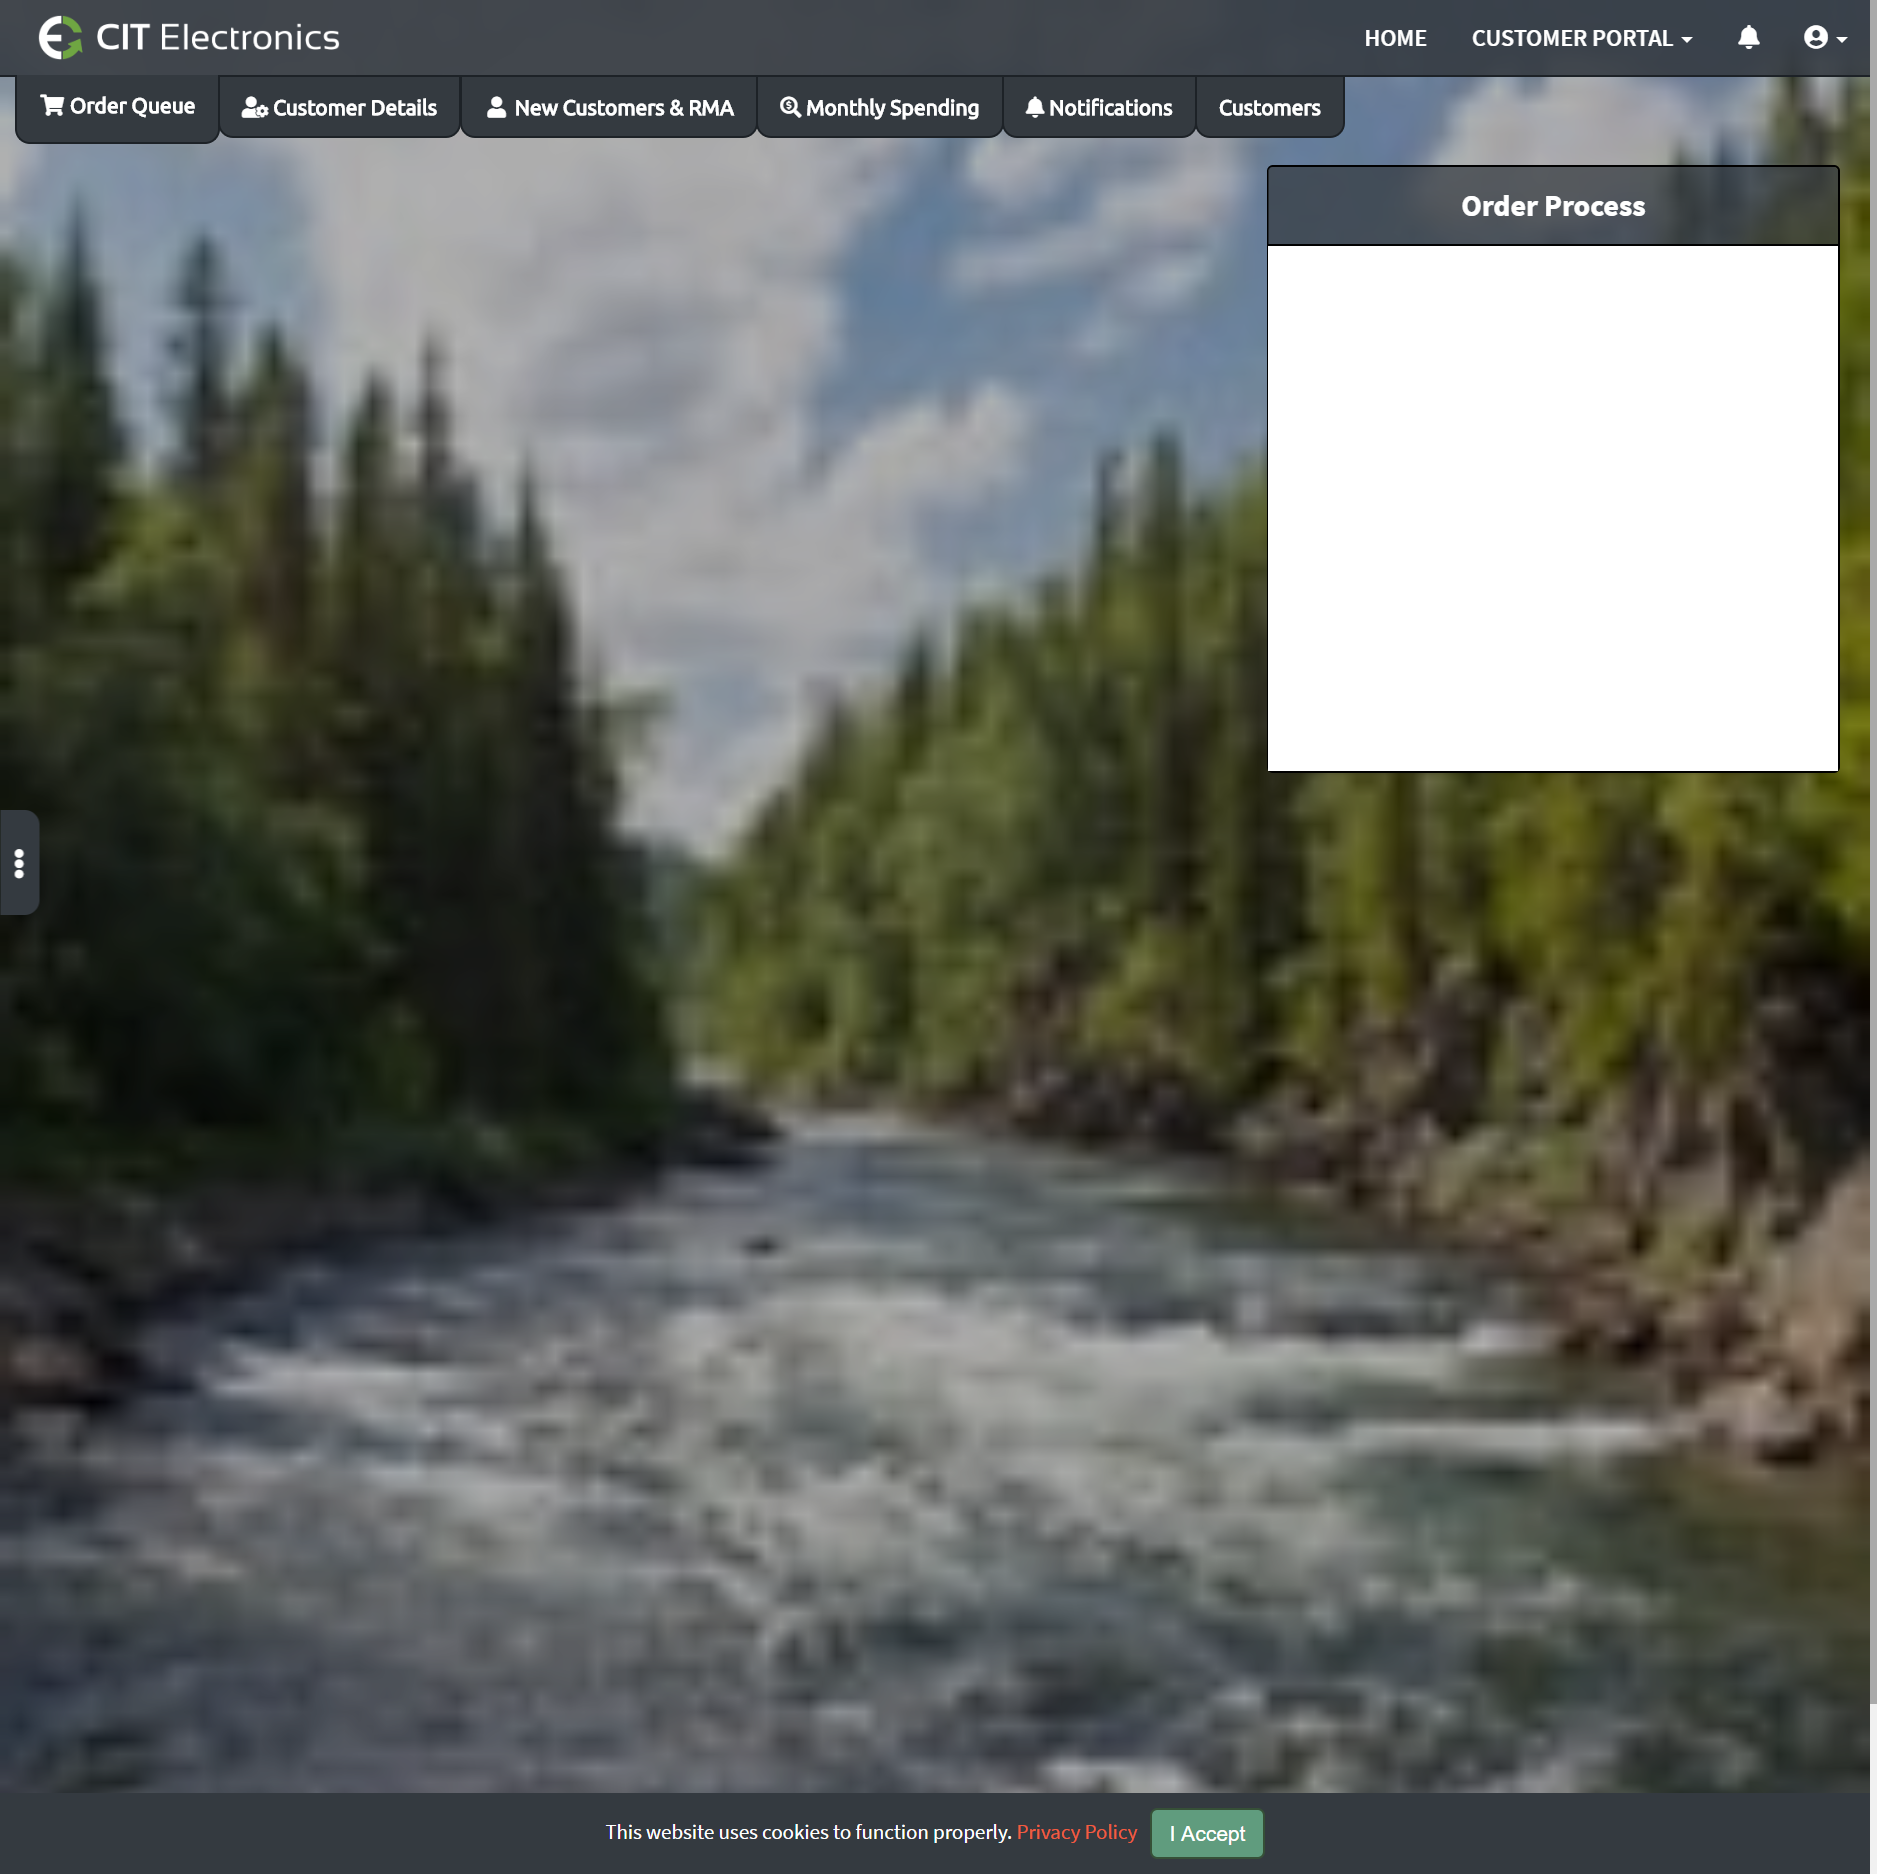 CIT Electronics
HOME
CUSTOMER PORTAL
Order Queue
Customer Details
New Customers & RMA
Monthly Spending
Notifications
Customers
Order Process
This website uses cookies to function properly. Privacy Policy
I Accept